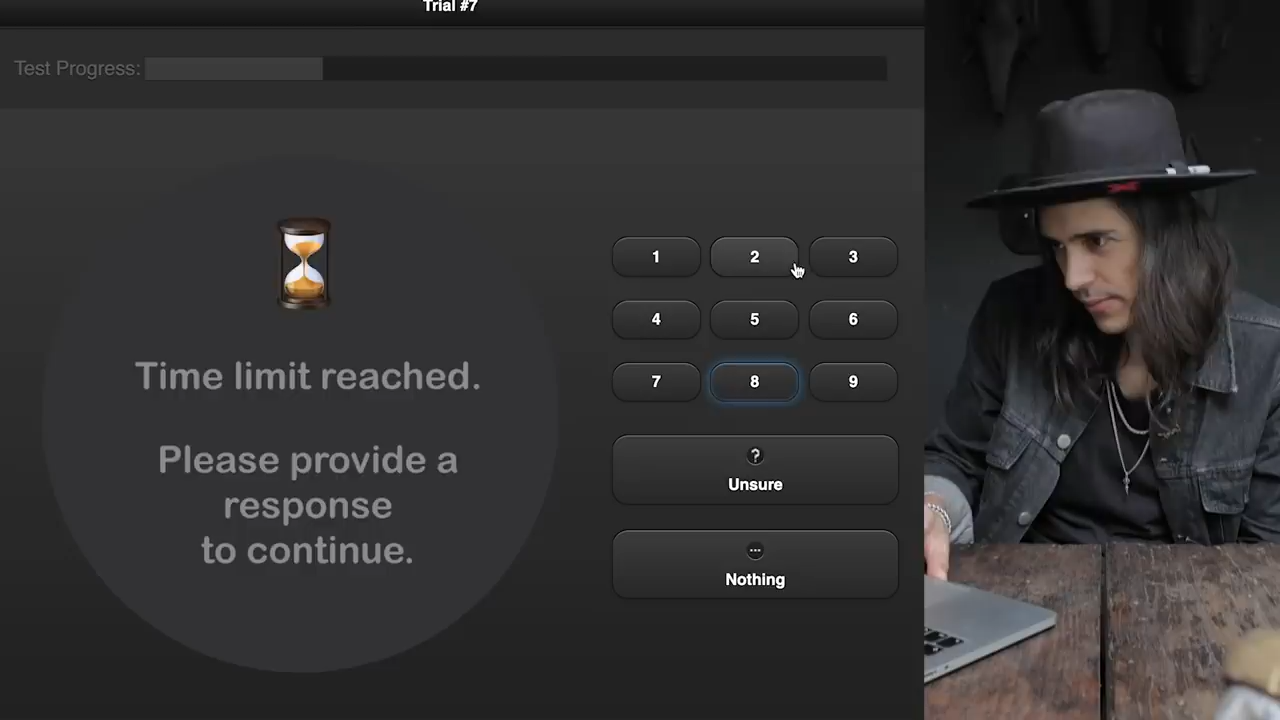 Trial #7
Test Progress:
Time limit reached.
Please provide a
response
to continue.
1 2 3
4 5 6
7 8 9
?
Unsure
...
Nothing